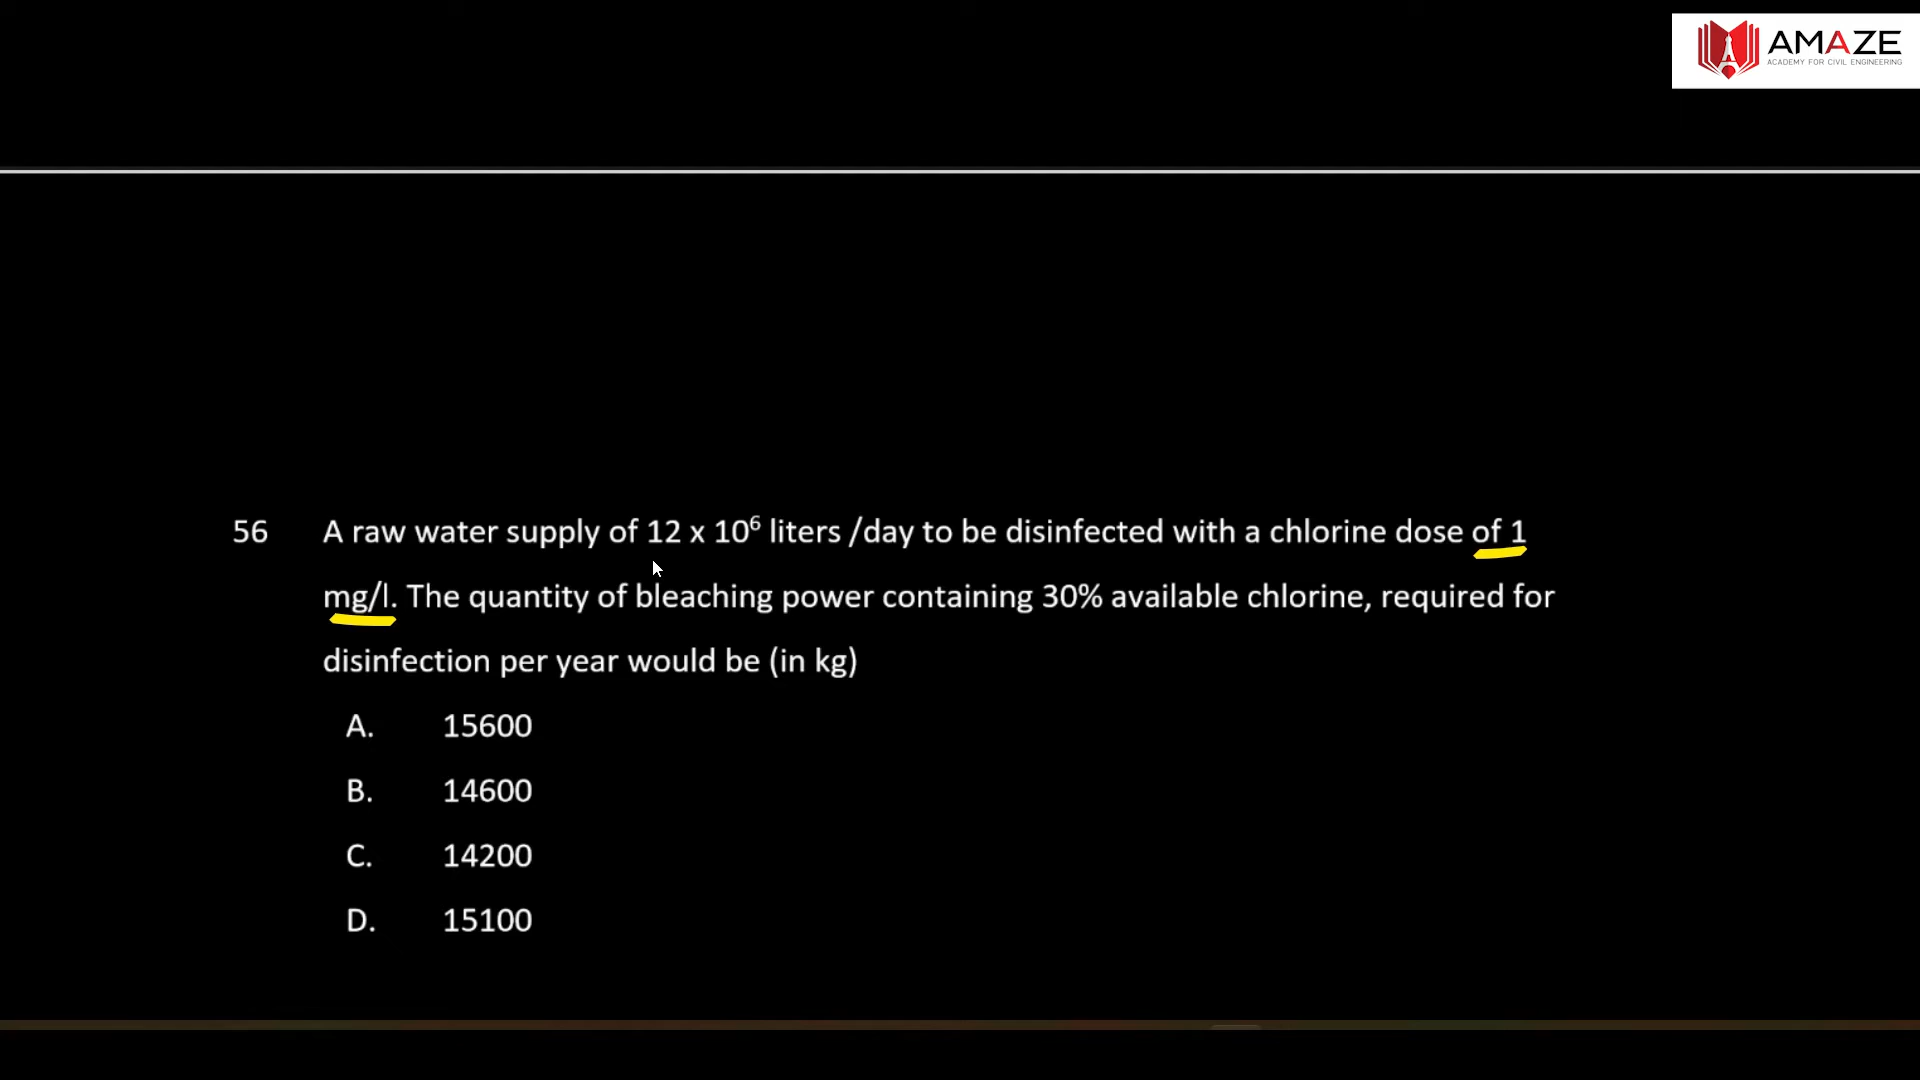 AMAZE
ACADEMY FOR CIVIL ENGINEERING
56 A raw water supply of 12 x 10⁶ liters /day to be disinfected with a chlorine dose of 1
mg/l. The quantity of bleaching power containing 30% available chlorine, required for
disinfection per year would be (in kg)
A. 15600
B. 14600
C. 14200
D. 15100